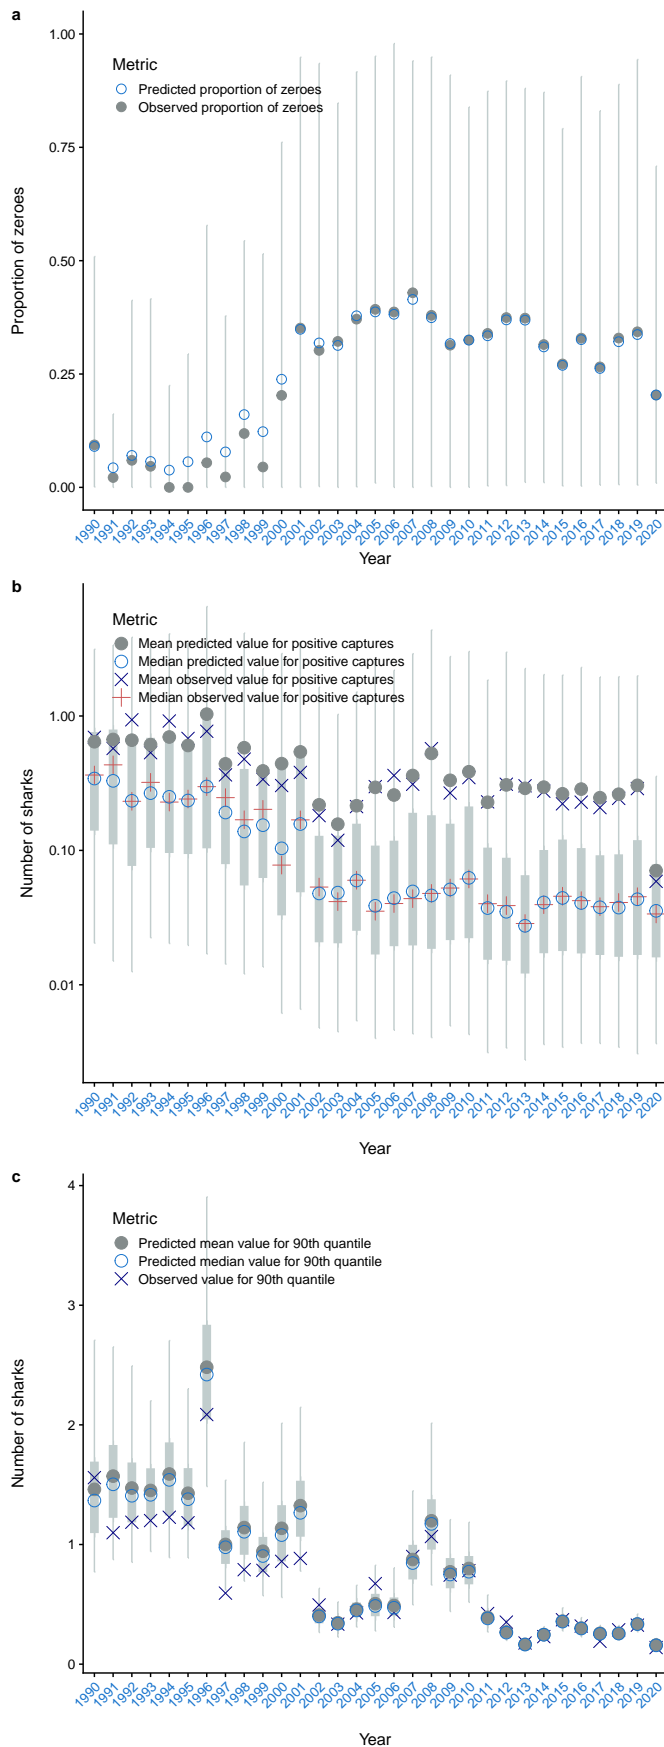 a
1.00
0.75
0.50
0.25
0.00
Proportion of zeroes
Metric
Predicted proportion of zeroes
Observed proportion of zeroes
1990 1991 1992 1993 1994 1995 1996 1997 1998 1999 2000 2001 2002 2003 2004 2005 2006 2007 2008 2009 2010 2011 2012 2013 2014 2015 2016 2017 2018 2019 2020
Year
b
Metric
Mean predicted value for positive captures
Median predicted value for positive captures
Mean observed value for positive captures
Median observed value for positive captures
1.00
0.10
0.01
Number of sharks
1990 1991 1992 1993 1994 1995 1996 1997 1998 1999 2000 2001 2002 2003 2004 2005 2006 2007 2008 2009 2010 2011 2012 2013 2014 2015 2016 2017 2018 2019 2020
Year
c
4
3
2
1
0
Number of sharks
Metric
Predicted mean value for 90th quantile
Predicted median value for 90th quantile
Observed value for 90th quantile
1990 1991 1992 1993 1994 1995 1996 1997 1998 1999 2000 2001 2002 2003 2004 2005 2006 2007 2008 2009 2010 2011 2012 2013 2014 2015 2016 2017 2018 2019 2020
Year